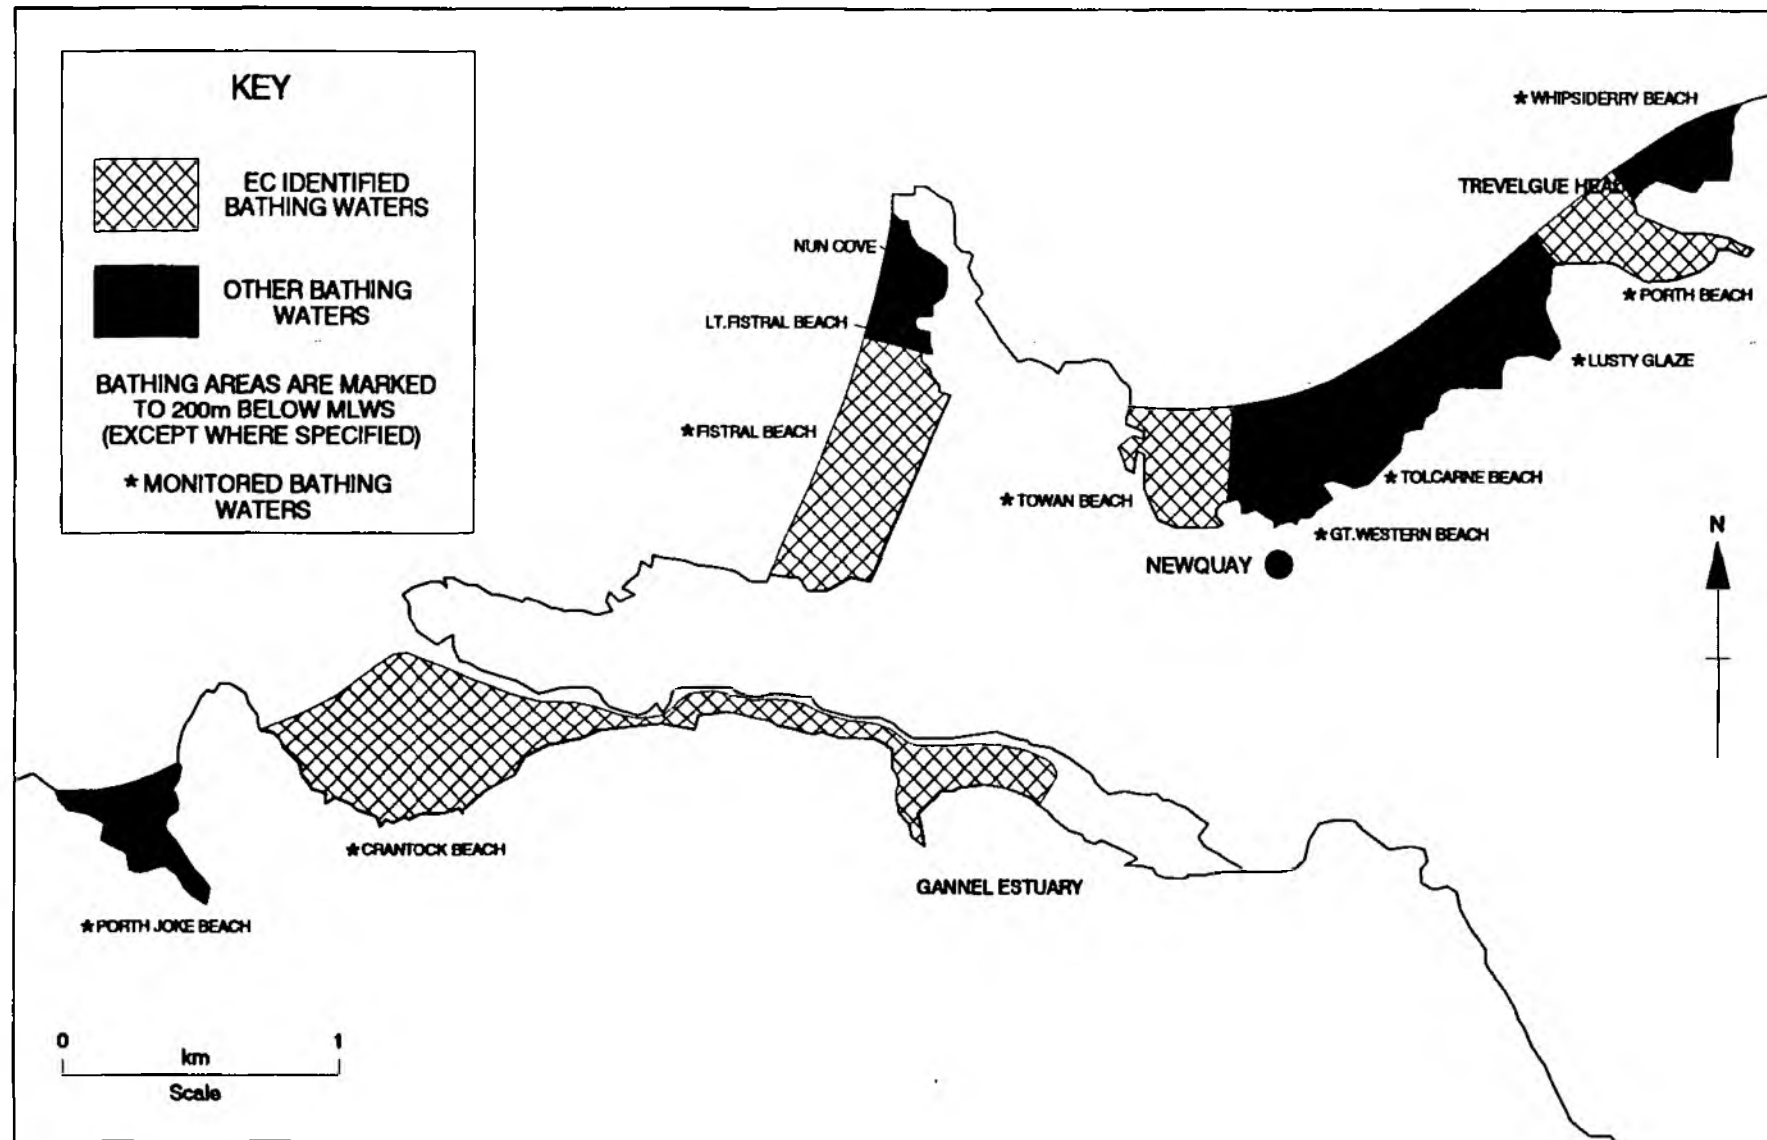 KEY
EC IDENTIFIED
BATHING WATERS
OTHER BATHING
WATERS
BATHING AREAS ARE MARKED
TO 200m BELOW MLWS
(EXCEPT WHERE SPECIFIED)
* MONITORED BATHING
WATERS
* WHIPSIDERRY BEACH
TREVELGUE HEAD
* PORTH BEACH
* LUSTY GLAZE
NUN COVE
LT.FISTRAL BEACH
* FISTRAL BEACH
* TOWAN BEACH
* TOLCARNE BEACH
* GT.WESTERN BEACH
NEWQUAY
N
* CRANTOCK BEACH
GANNEL ESTUARY
* PORTH JOKE BEACH
0 1
km
Scale